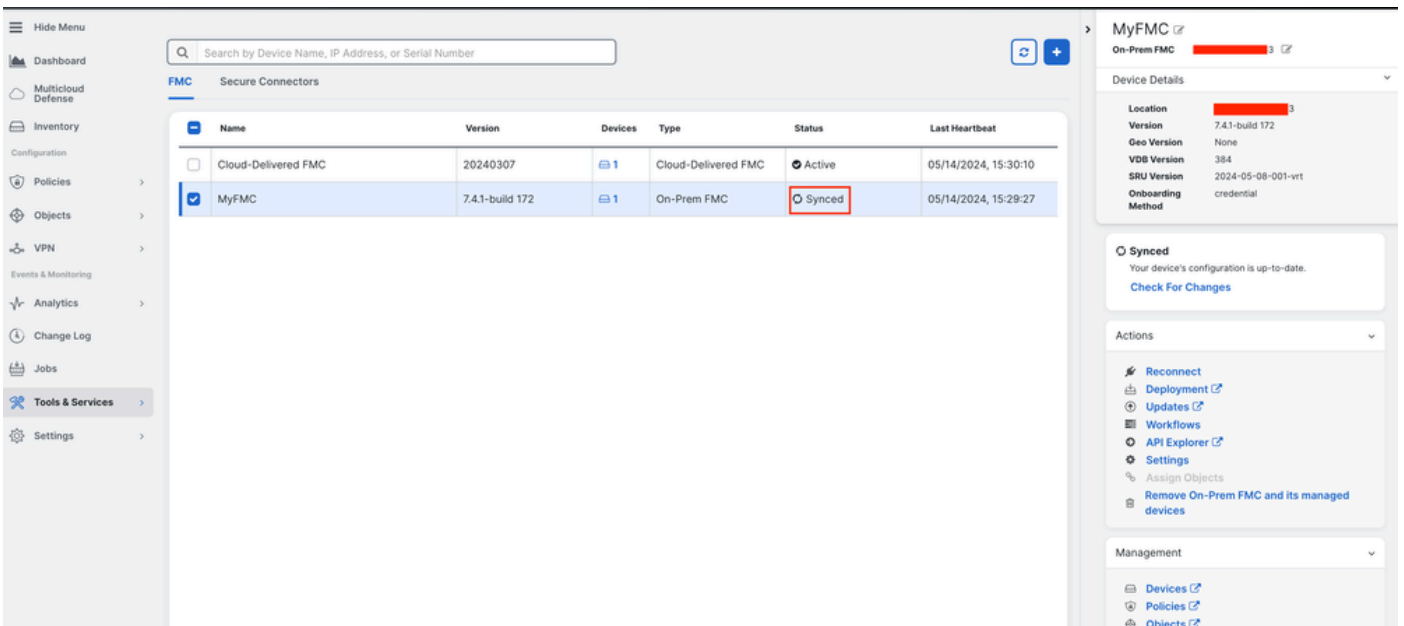 Hide Menu
Dashboard
Multicloud
Defense
Inventory
Configuration
Policies
Objects
VPN
Events & Monitoring
Analytics
Change Log
Jobs
Tools & Services
Settings
Search by Device Name, IP Address, or Serial Number
FMC Secure Connectors
Name Version Devices Type Status Last Heartbeat
Cloud-Delivered FMC 20240307 1 Cloud-Delivered FMC Active 05/14/2024, 15:30:10
MyFMC 7.4.1-build 172 1 On-Prem FMC Synced 05/14/2024, 15:29:27
MyFMC
On-Prem FMC 3
Device Details
Location 3
Version 7.4.1-build 172
Geo Version None
VDB Version 384
SRU Version 2024-05-08-001-vrt
Onboarding credential
Method
Synced
Your device's configuration is up-to-date.
Check For Changes
Actions
Reconnect
Deployment
Updates
Workflows
API Explorer
Settings
Assign Objects
Remove On-Prem FMC and its managed
devices
Management
Devices
Policies
Objects